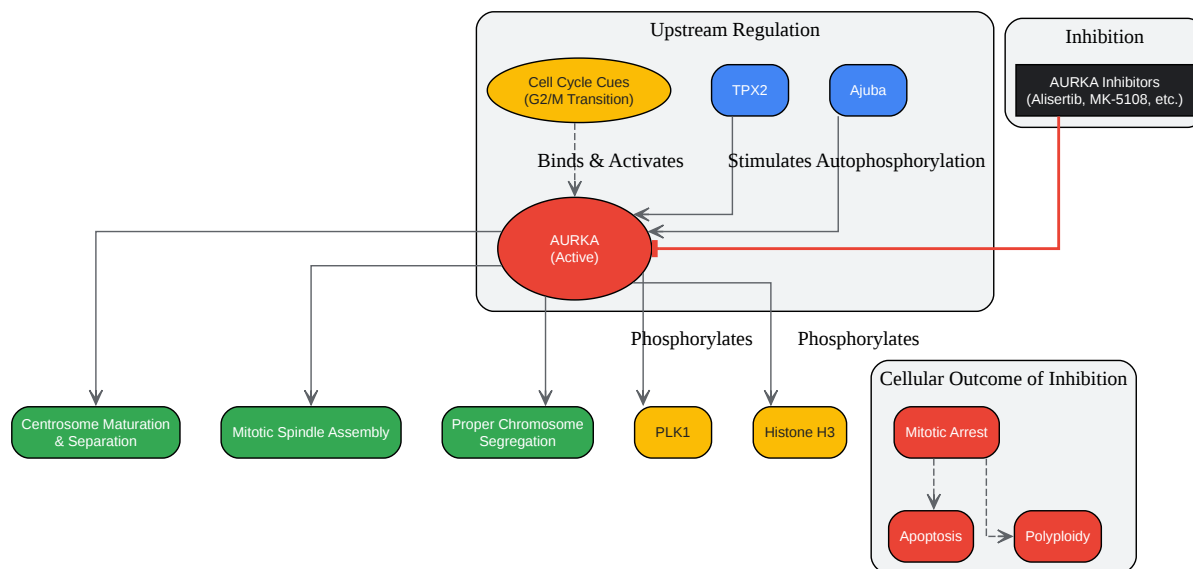 Upstream Regulation
Inhibition
Cell Cycle Cues
(G2/M Transition)
TPX2
Ajuba
AURKA Inhibitors
(Alisertib, MK-5108, etc.)
Binds & Activates
Stimulates Autophosphorylation
AURKA
(Active)
Phosphorylates
Phosphorylates
Cellular Outcome of Inhibition
Centrosome Maturation
& Separation
Mitotic Spindle Assembly
Proper Chromosome
Segregation
PLK1
Histone H3
Mitotic Arrest
Apoptosis
Polyploidy